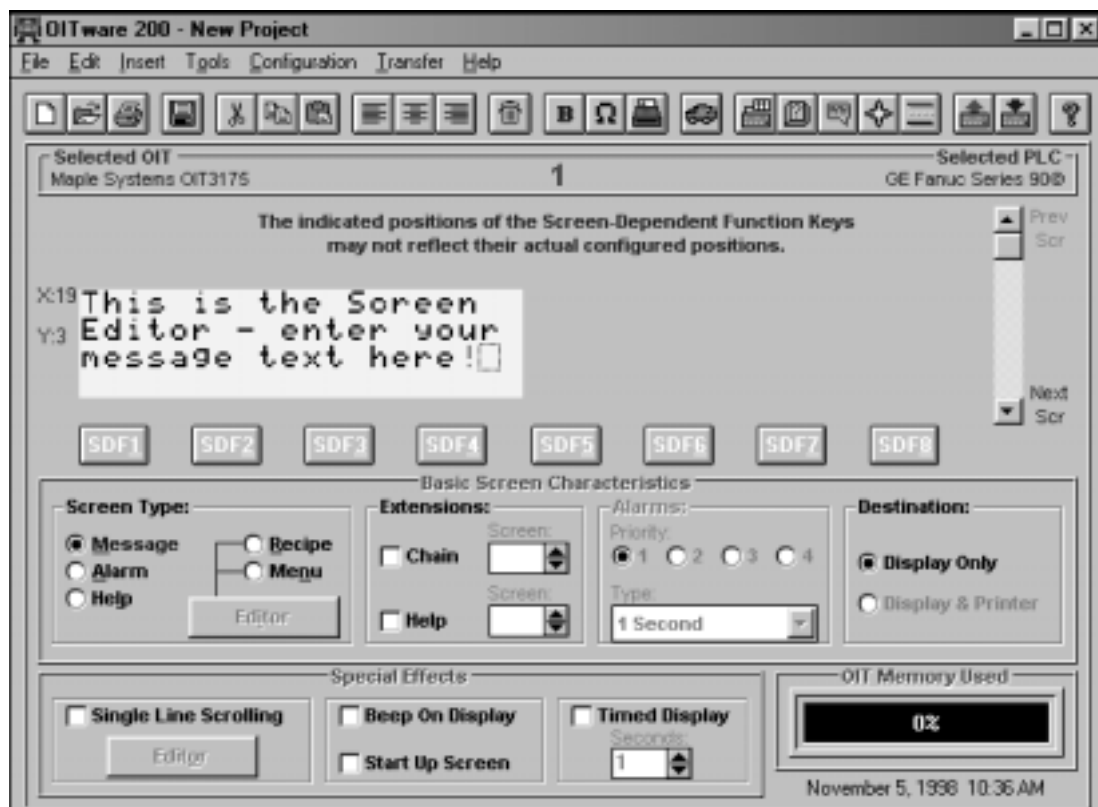 OITware 200 - New Project
File Edit Insert Tools Configuration Transfer Help
B Ω ?
Selected OIT
Maple Systems OIT3175
1
Selected PLC
GE Fanuc Series 90©
The indicated positions of the Screen-Dependent Function Keys
may not reflect their actual configured positions.
Prev
Scr
X:19
Y:3
This is the Screen
Editor - enter your
message text here!
Next
Scr
SDF1 SDF2 SDF3 SDF4 SDF5 SDF6 SDF7 SDF8
Basic Screen Characteristics
Screen Type:
Message
Alarm
Help
Recipe
Menu
Editor
Extensions:
Screen:
Chain
Screen:
Help
Alarms:
Priority:
1 2 3 4
Type:
1 Second
Destination:
Display Only
Display & Printer
Special Effects
Single Line Scrolling
Editor
Beep On Display
Start Up Screen
Timed Display
Seconds:
1
OIT Memory Used
0%
November 5, 1998 10:36 AM